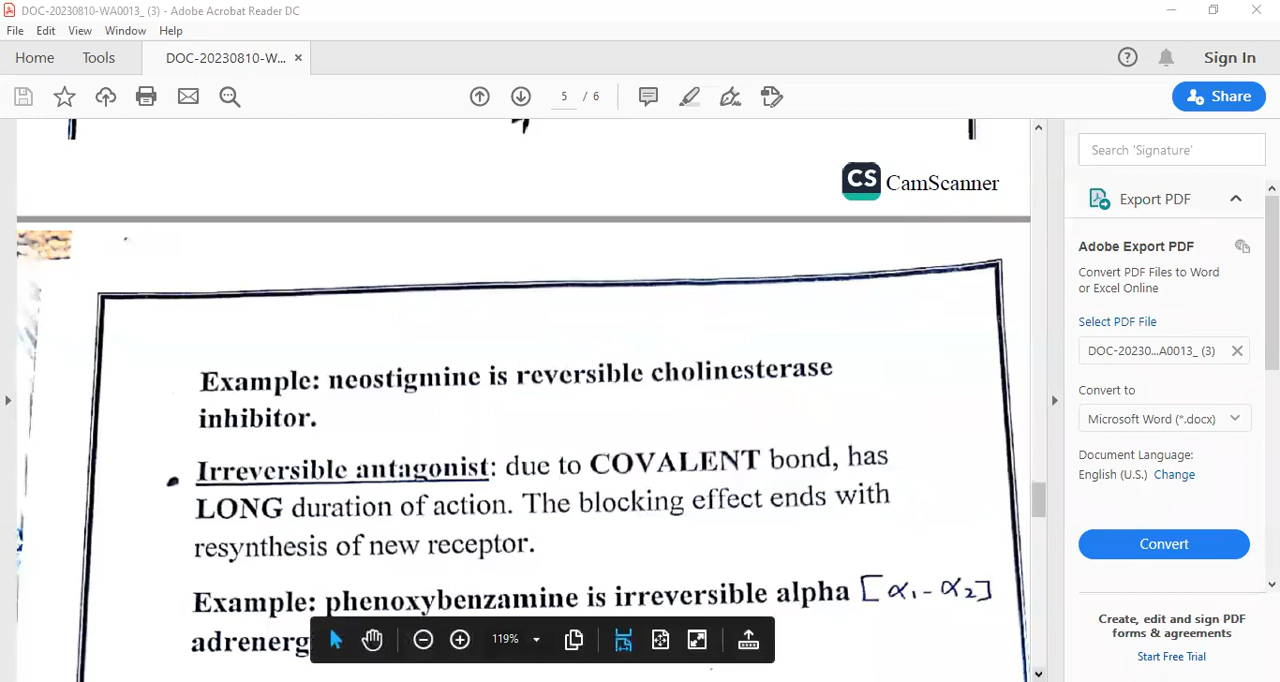 DOC-20230810-WA0013_ (3) - Adobe Acrobat Reader DC
File Edit View Window Help
Home Tools DOC-20230810-W... × Sign In
5 / 6 Share
CS CamScanner
Example: neostigmine is reversible cholinesterase
inhibitor.
Irreversible antagonist: due to COVALENT bond, has
LONG duration of action. The blocking effect ends with
resynthesis of new receptor.
Example: phenoxybenzamine is irreversible alpha [α1-α2]
adrenerg
119%
Search 'Signature'
Export PDF
Adobe Export PDF
Convert PDF Files to Word
or Excel Online
Select PDF File
DOC-20230...A0013_ (3)
Convert to
Microsoft Word (*.docx)
Document Language:
English (U.S.) Change
Convert
Create, edit and sign PDF
forms & agreements
Start Free Trial